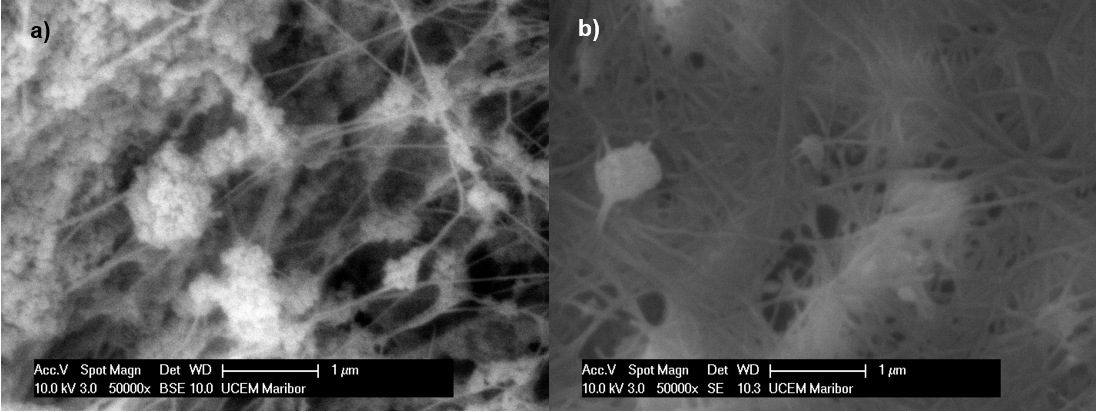 a)
Acc.V Spot Magn Det WD 1 µm
10.0 kV 3.0 50000x BSE 10.0 UCEM Maribor
b)
Acc.V Spot Magn Det WD 1 µm
10.0 kV 3.0 50000x SE 10.3 UCEM Maribor